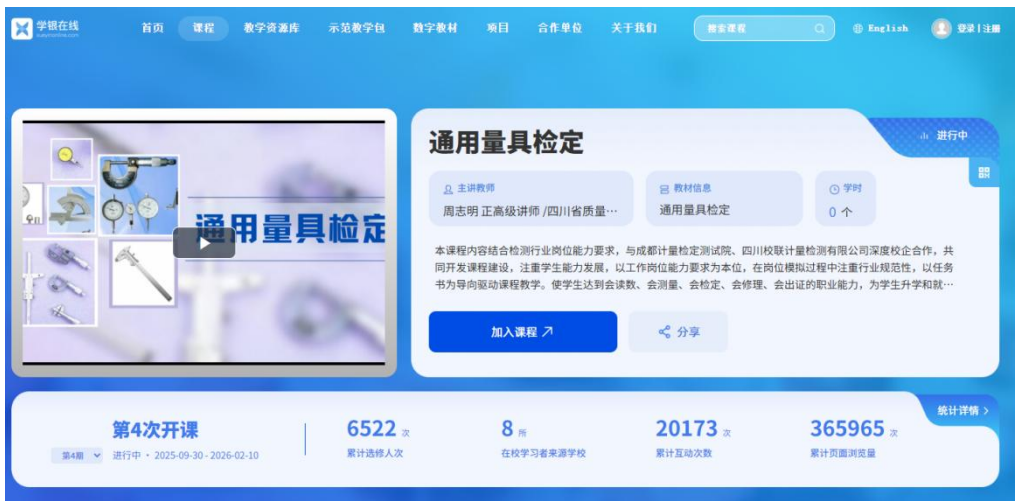 学银在线
xueyinonline.com
首页 课程 教学资源库 示范教学包 数字教材 项目 合作单位 关于我们 搜索课程 English 登录 | 注册
通用量具检定
通用量具检定
进行中
主讲教师
周志明 正高级讲师 /四川省质量…
教材信息
通用量具检定
学时
0 个
本课程内容结合检测行业岗位能力要求,与成都计量检定测试院、四川校联计量检测有限公司深度校企合作,共
同开发课程建设,注重学生能力发展,以工作岗位能力要求为本位,在岗位模拟过程中注重行业规范性,以任务
书为导向驱动课程教学。使学生达到会读数、会测量、会检定、会修理、会出证的职业能力,为学生升学和就…
加入课程
分享
统计详情 >
第4次开课
第4期 进行中 · 2025-09-30 - 2026-02-10
6522 次
累计选修人次
8 所
在校学习者来源学校
20173 次
累计互动次数
365965 次
累计页面浏览量